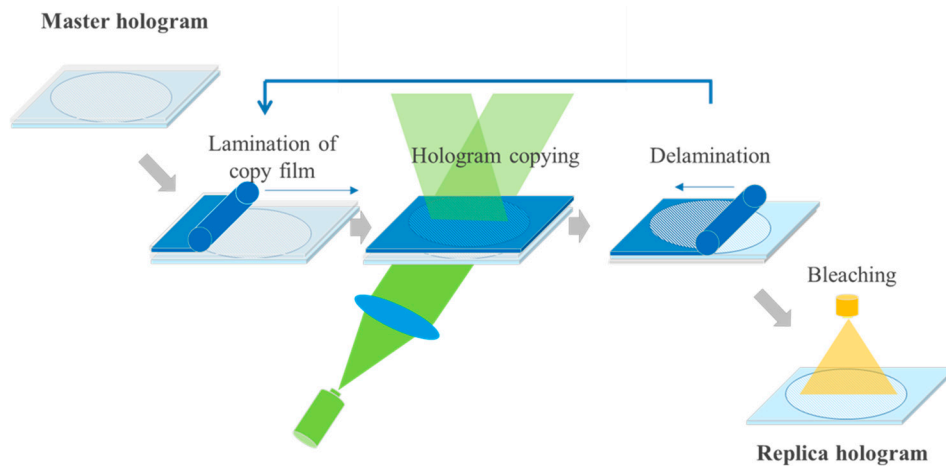 Master hologram
Lamination of
copy film
Hologram copying
Delamination
Bleaching
Replica hologram